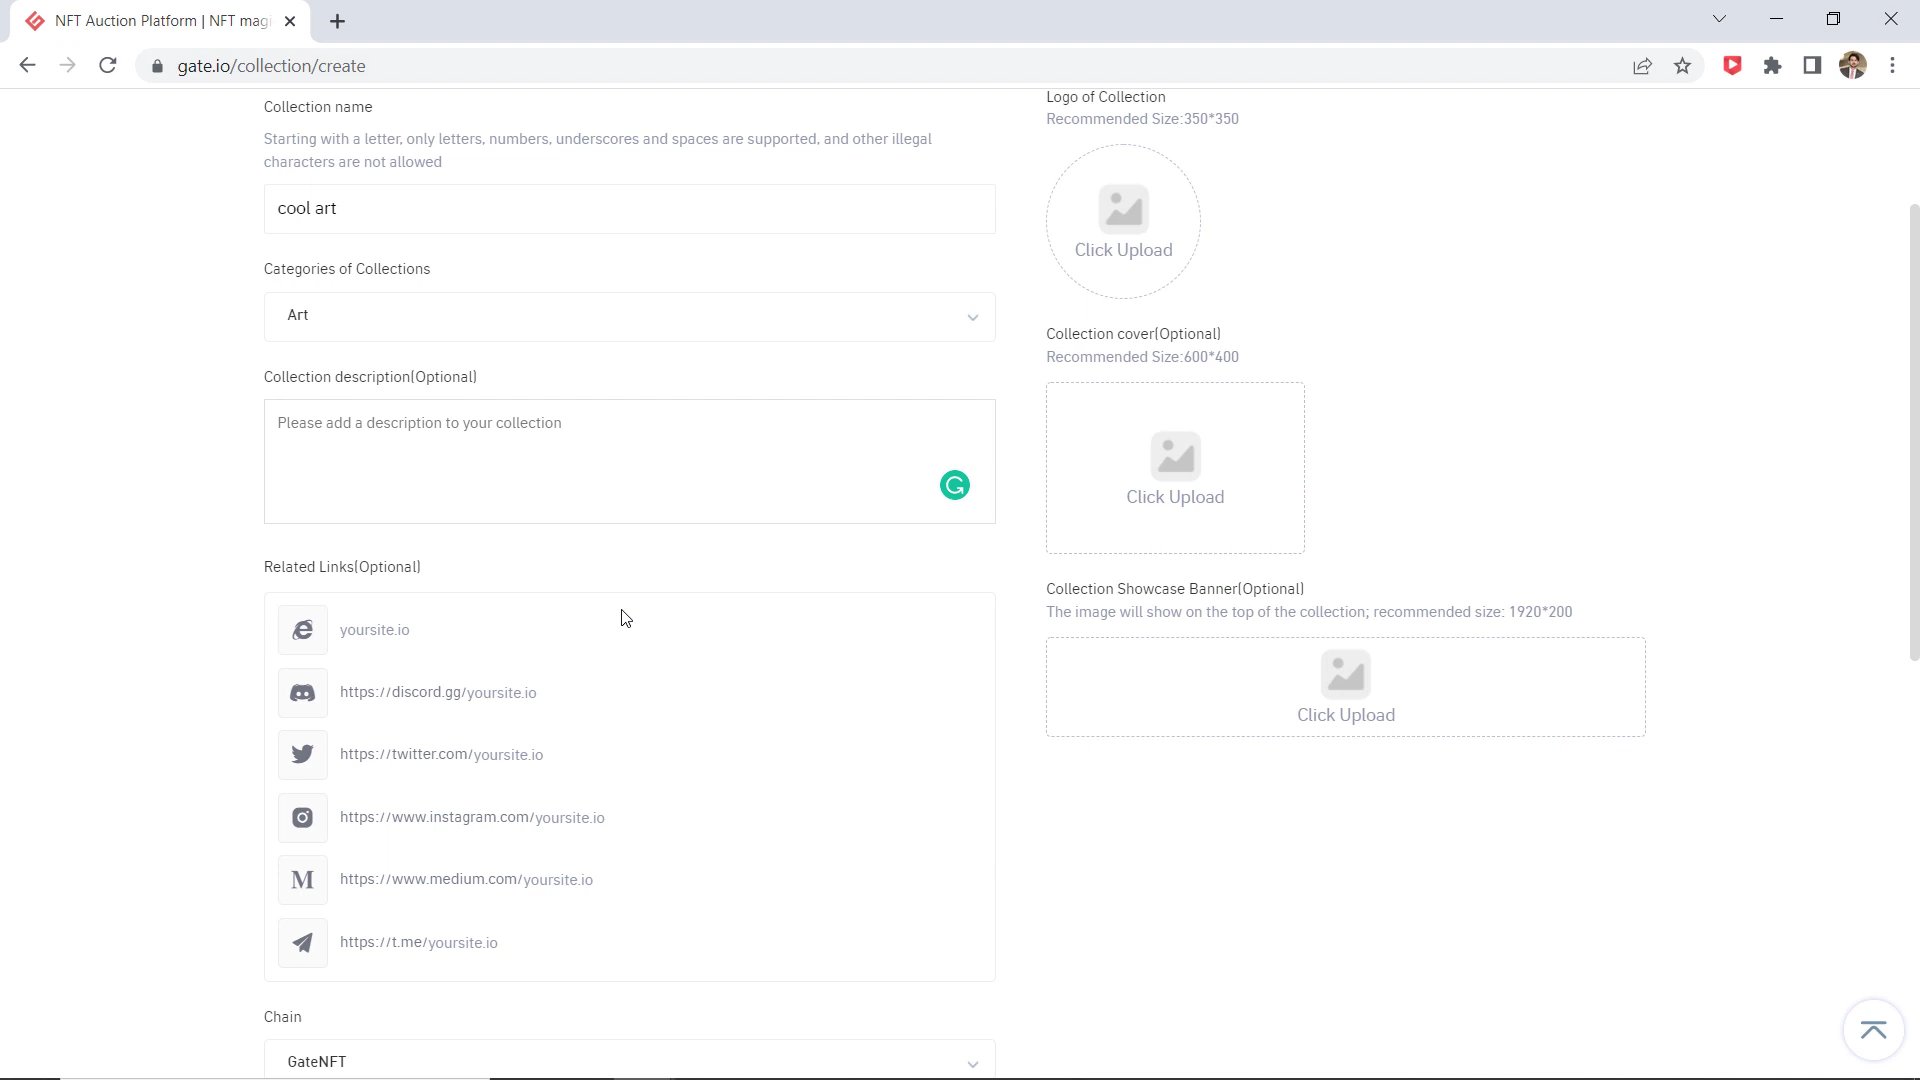 NFT Auction Platform | NFT magi
gate.io/collection/create
Collection name
Starting with a letter, only letters, numbers, underscores and spaces are supported, and other illegal
characters are not allowed
cool art
Categories of Collections
Art
Collection description(Optional)
Please add a description to your collection
Related Links(Optional)
yoursite.io
https://discord.gg/yoursite.io
https://twitter.com/yoursite.io
https://www.instagram.com/yoursite.io
M https://www.medium.com/yoursite.io
https://t.me/yoursite.io
Chain
GateNFT
Logo of Collection
Recommended Size:350*350
Click Upload
Collection cover(Optional)
Recommended Size:600*400
Click Upload
Collection Showcase Banner(Optional)
The image will show on the top of the collection; recommended size: 1920*200
Click Upload